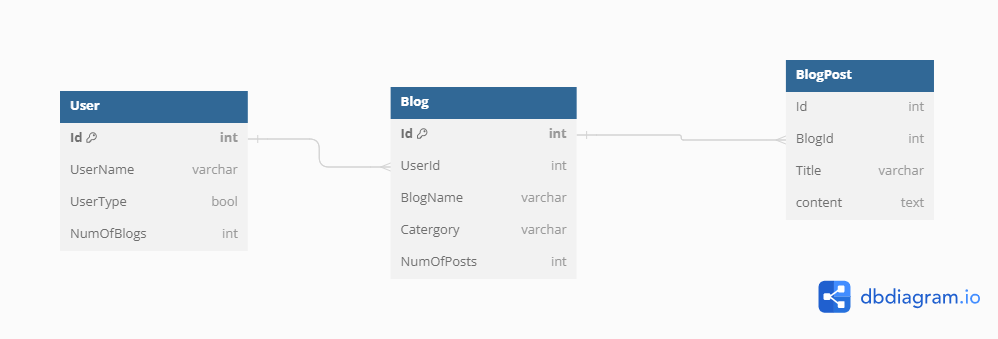 User
Id int
UserName varchar
UserType bool
NumOfBlogs int
Blog
Id int
UserId int
BlogName varchar
Catergory varchar
NumOfPosts int
BlogPost
Id int
BlogId int
Title varchar
content text
dbdiagram.io